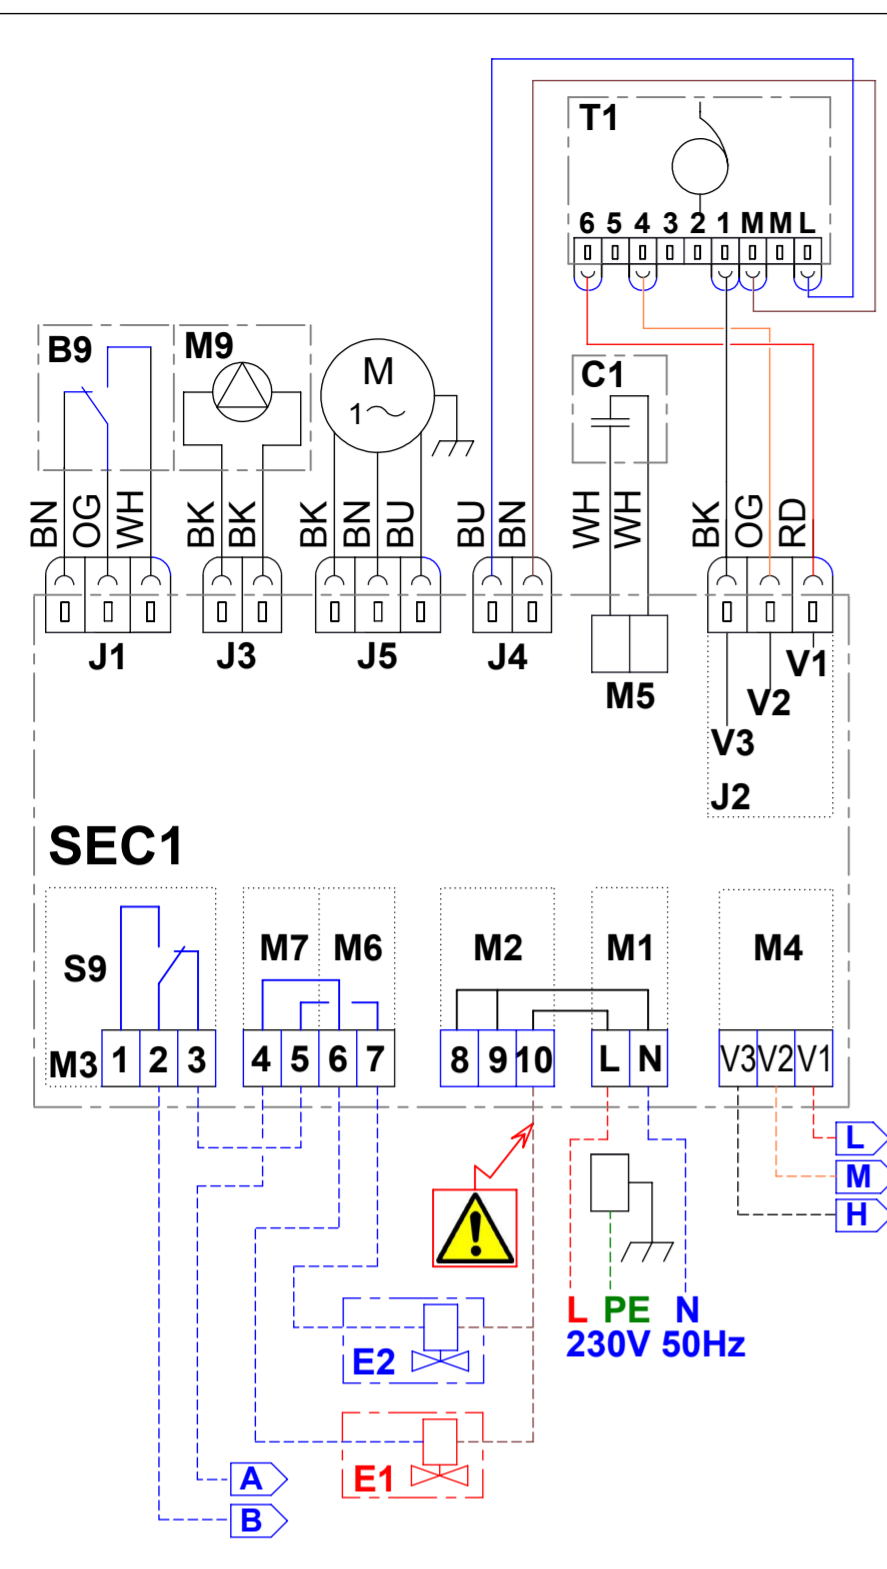 T1
6 5 4 3 2 1 M M L
B9 M9 M 1 C1
BN OG WH BK BK BK BN BU BU BN WH WH BK OG RD
J1 J3 J5 J4 M5 V1
V2
V3
J2
SEC1
S9 M7 M6 M2 M1 M4
M3 1 2 3 4 5 6 7 8 9 10 L N V3 V2 V1
L
M
H
L PE N
230V 50Hz
E2
E1
A
B